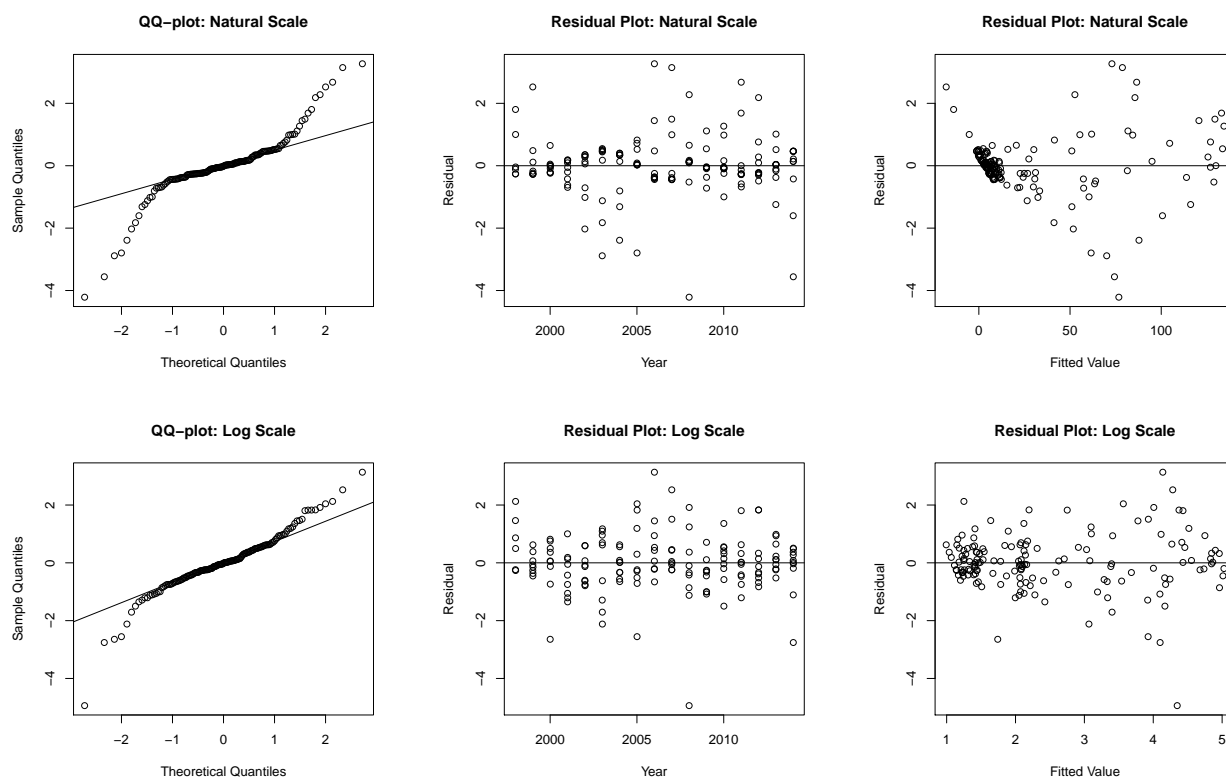 QQ−plot: Natural Scale
Sample Quantiles
2
0
−2
−4
−2 −1 0 1 2
Theoretical Quantiles
Residual Plot: Natural Scale
Residual
2
0
−2
−4
2000 2005 2010
Year
Residual Plot: Natural Scale
Residual
2
0
−2
−4
0 50 100
Fitted Value
QQ−plot: Log Scale
Sample Quantiles
2
0
−2
−4
−2 −1 0 1 2
Theoretical Quantiles
Residual Plot: Log Scale
Residual
2
0
−2
−4
2000 2005 2010
Year
Residual Plot: Log Scale
Residual
2
0
−2
−4
1 2 3 4 5
Fitted Value